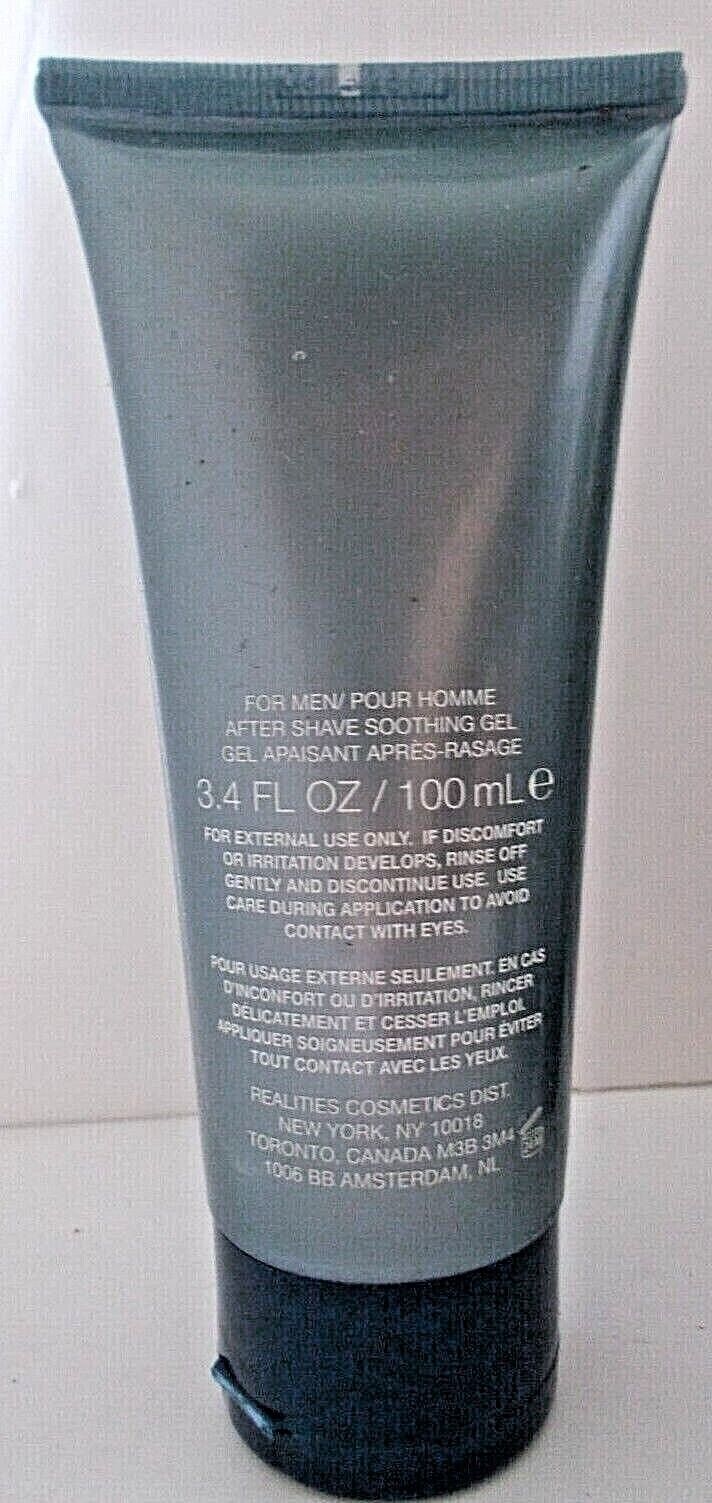 FOR MEN/ POUR HOMME
AFTER SHAVE SOOTHING GEL
GEL APAISANT APRÈS-RASAGE
3.4 FL OZ / 100 mL e
FOR EXTERNAL USE ONLY. IF DISCOMFORT
OR IRRITATION DEVELOPS, RINSE OFF
GENTLY AND DISCONTINUE USE. USE
CARE DURING APPLICATION TO AVOID
CONTACT WITH EYES.
POUR USAGE EXTERNE SEULEMENT. EN CAS
D'INCONFORT OU D'IRRITATION, RINCER
DÉLICATEMENT ET CESSER L'EMPLOI.
APPLIQUER SOIGNEUSEMENT POUR ÉVITER
TOUT CONTACT AVEC LES YEUX.
REALITIES COSMETICS DIST.
NEW YORK, NY 10018
TORONTO, CANADA M3B 3M4
1006 BB AMSTERDAM, NL